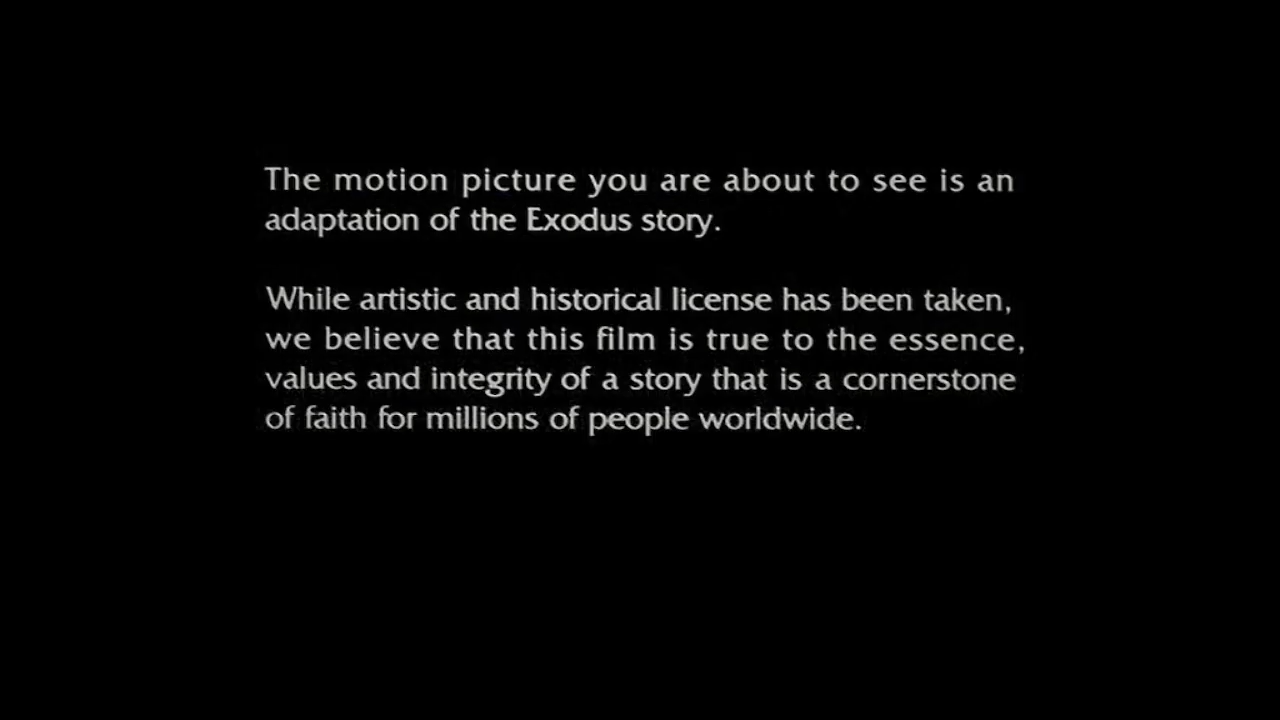 The motion picture you are about to see is an
adaptation of the Exodus story.
While artistic and historical license has been taken,
we believe that this film is true to the essence,
values and integrity of a story that is a cornerstone
of faith for millions of people worldwide.